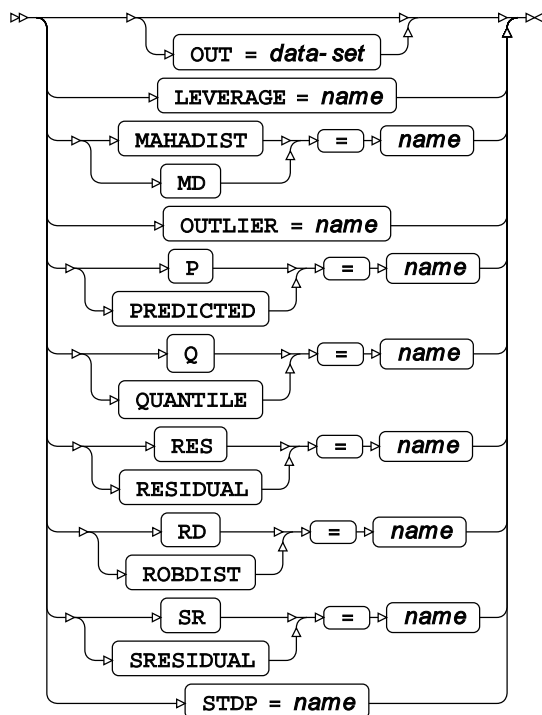 OUT = data-set
LEVERAGE = name
MAHADIST = name
MD
OUTLIER = name
P = name
PREDICTED
Q = name
QUANTILE
RES = name
RESIDUAL
RD = name
ROBDIST
SR = name
SRESIDUAL
STDP = name